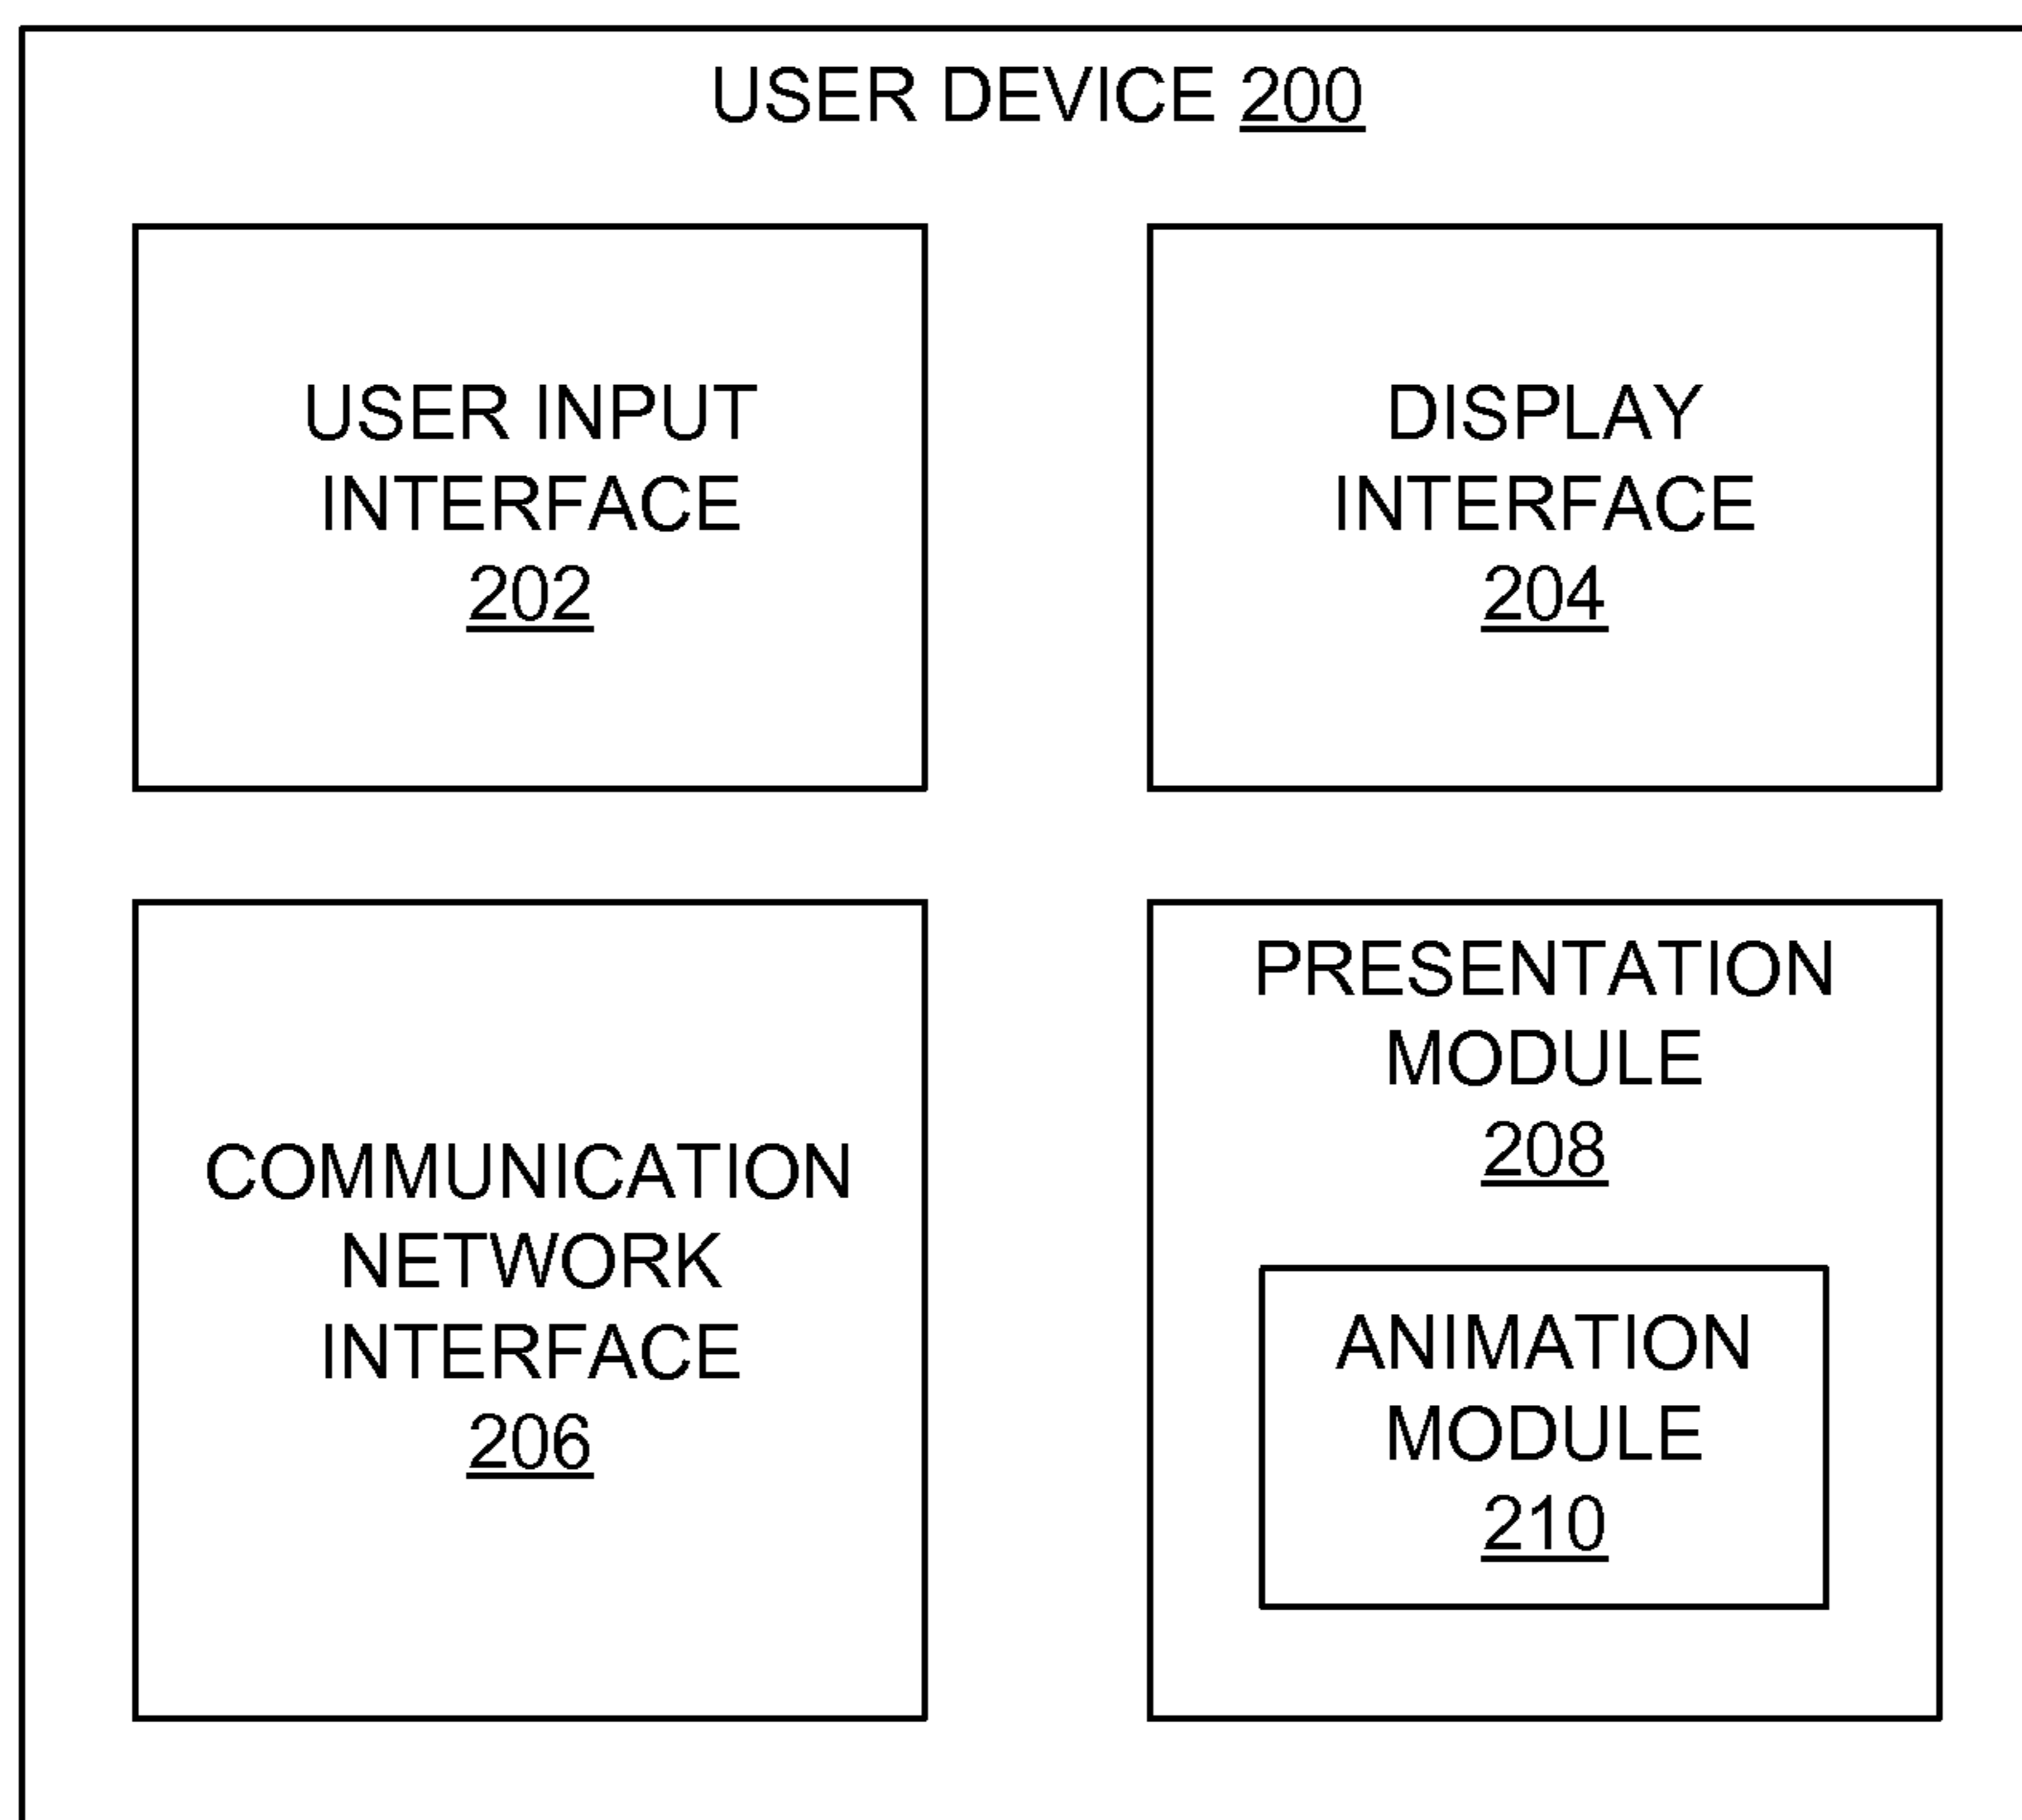 USER DEVICE 200
USER INPUT
INTERFACE
202
DISPLAY
INTERFACE
204
COMMUNICATION
NETWORK
INTERFACE
206
PRESENTATION
MODULE
208
ANIMATION
MODULE
210